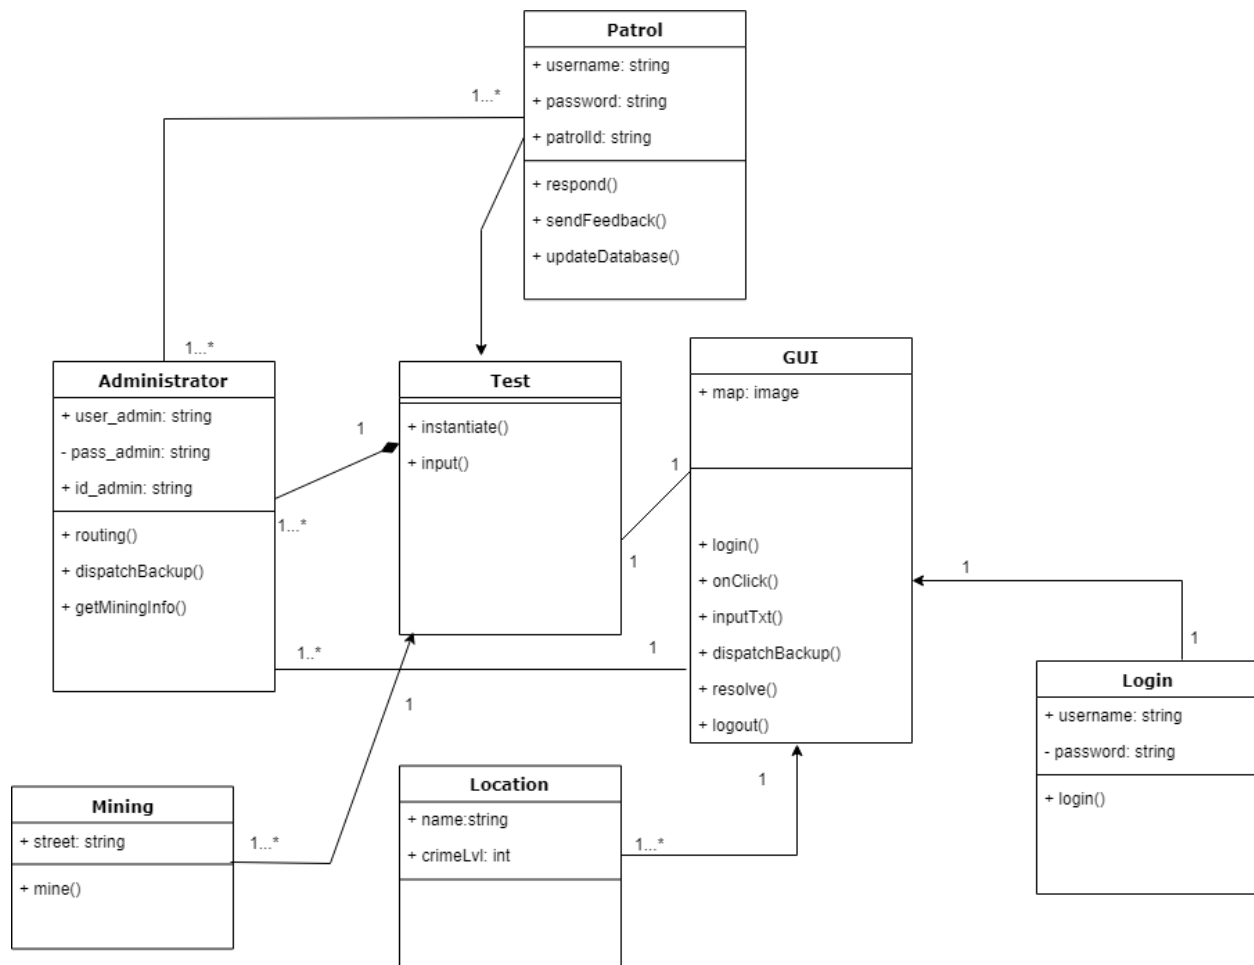 Patrol
+ username: string
+ password: string
+ patrolId: string
+ respond()
+ sendFeedback()
+ updateDatabase()
1...*
1...*
Administrator
+ user_admin: string
- pass_admin: string
+ id_admin: string
+ routing()
+ dispatchBackup()
+ getMiningInfo()
1
1...*
Test
+ instantiate()
+ input()
1
1
GUI
+ map: image
+ login()
+ onClick()
+ inputTxt()
+ dispatchBackup()
+ resolve()
+ logout()
1..*
1
1
1
Login
+ username: string
- password: string
+ login()
Mining
+ street: string
+ mine()
1...*
1
Location
+ name:string
+ crimeLvl: int
1...*
1